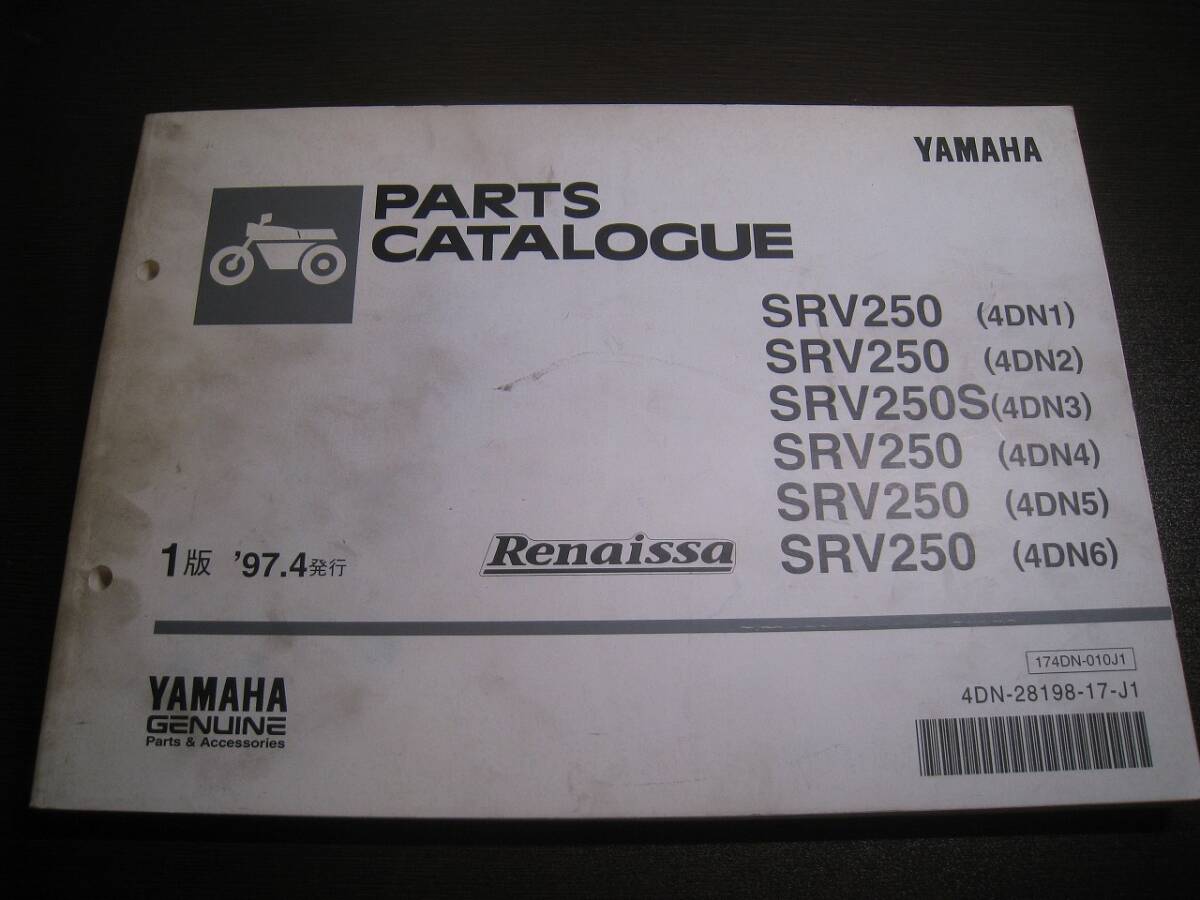 YAMAHA
PARTS
CATALOGUE
SRV250 (4DN1)
SRV250 (4DN2)
SRV250S(4DN3)
SRV250 (4DN4)
SRV250 (4DN5)
Renaissa SRV250 (4DN6)
1版 '97.4発行
174DN-010J1
4DN-28198-17-J1
YAMAHA
GENUINE
Parts & Accessories